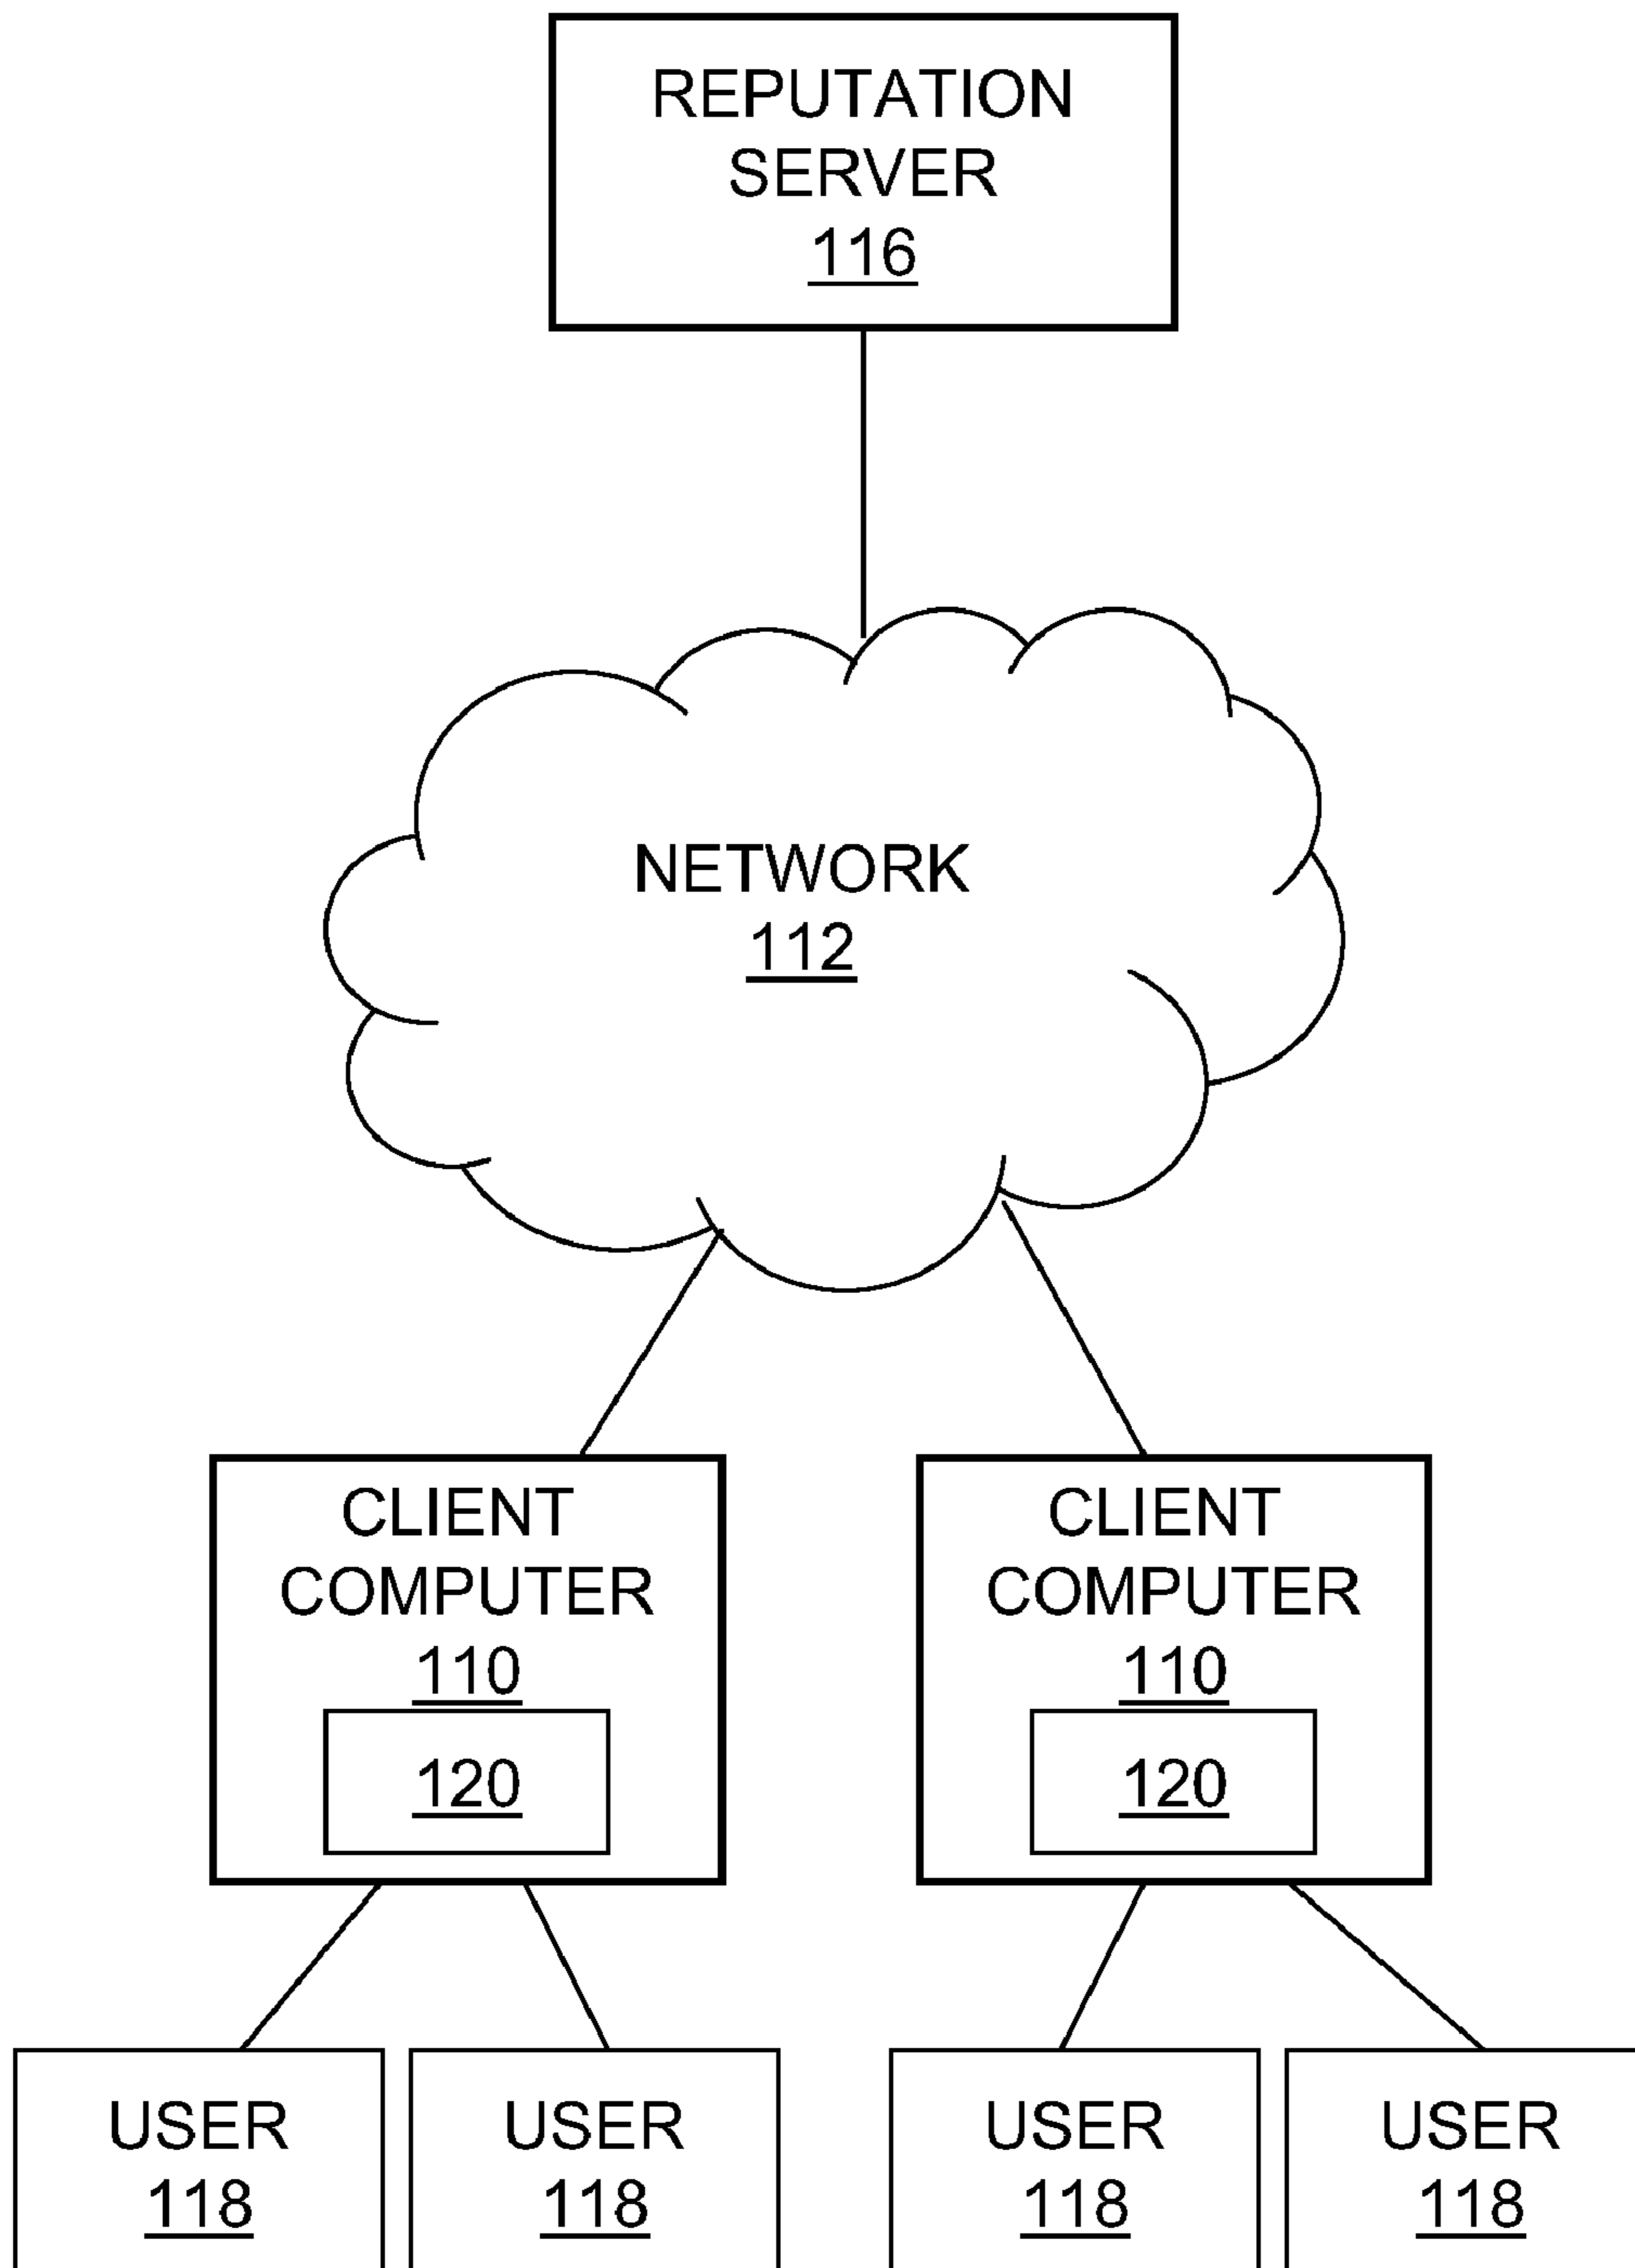 REPUTATION
SERVER
116
NETWORK
112
CLIENT
COMPUTER
110
120
CLIENT
COMPUTER
110
120
USER
118
USER
118
USER
118
USER
118